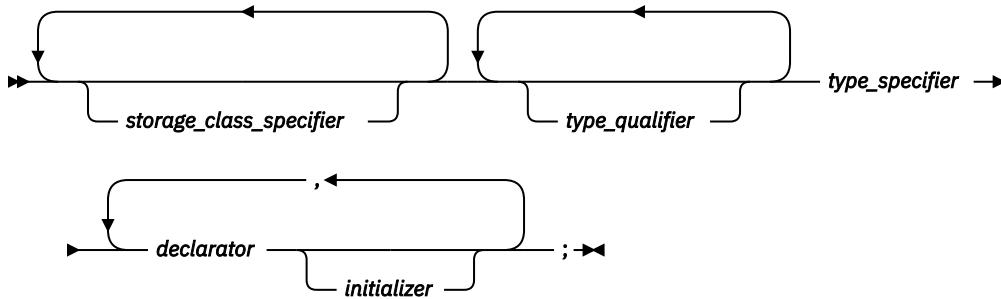 type_specifier
storage_class_specifier type_qualifier
,
declarator ;
initializer